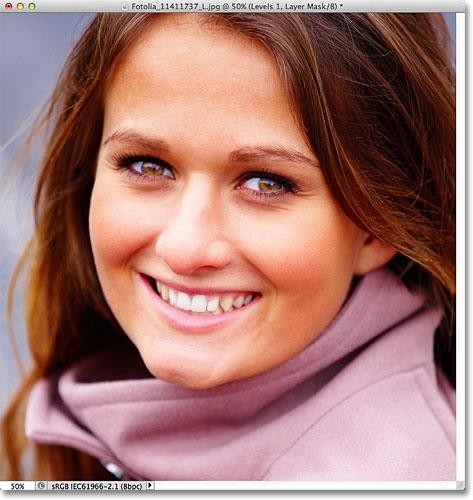 Fotolia_11411737_L.jpg @ 50% (Levels 1, Layer Mask/8) *
50%
sRGB IEC61966-2.1 (8bpc)